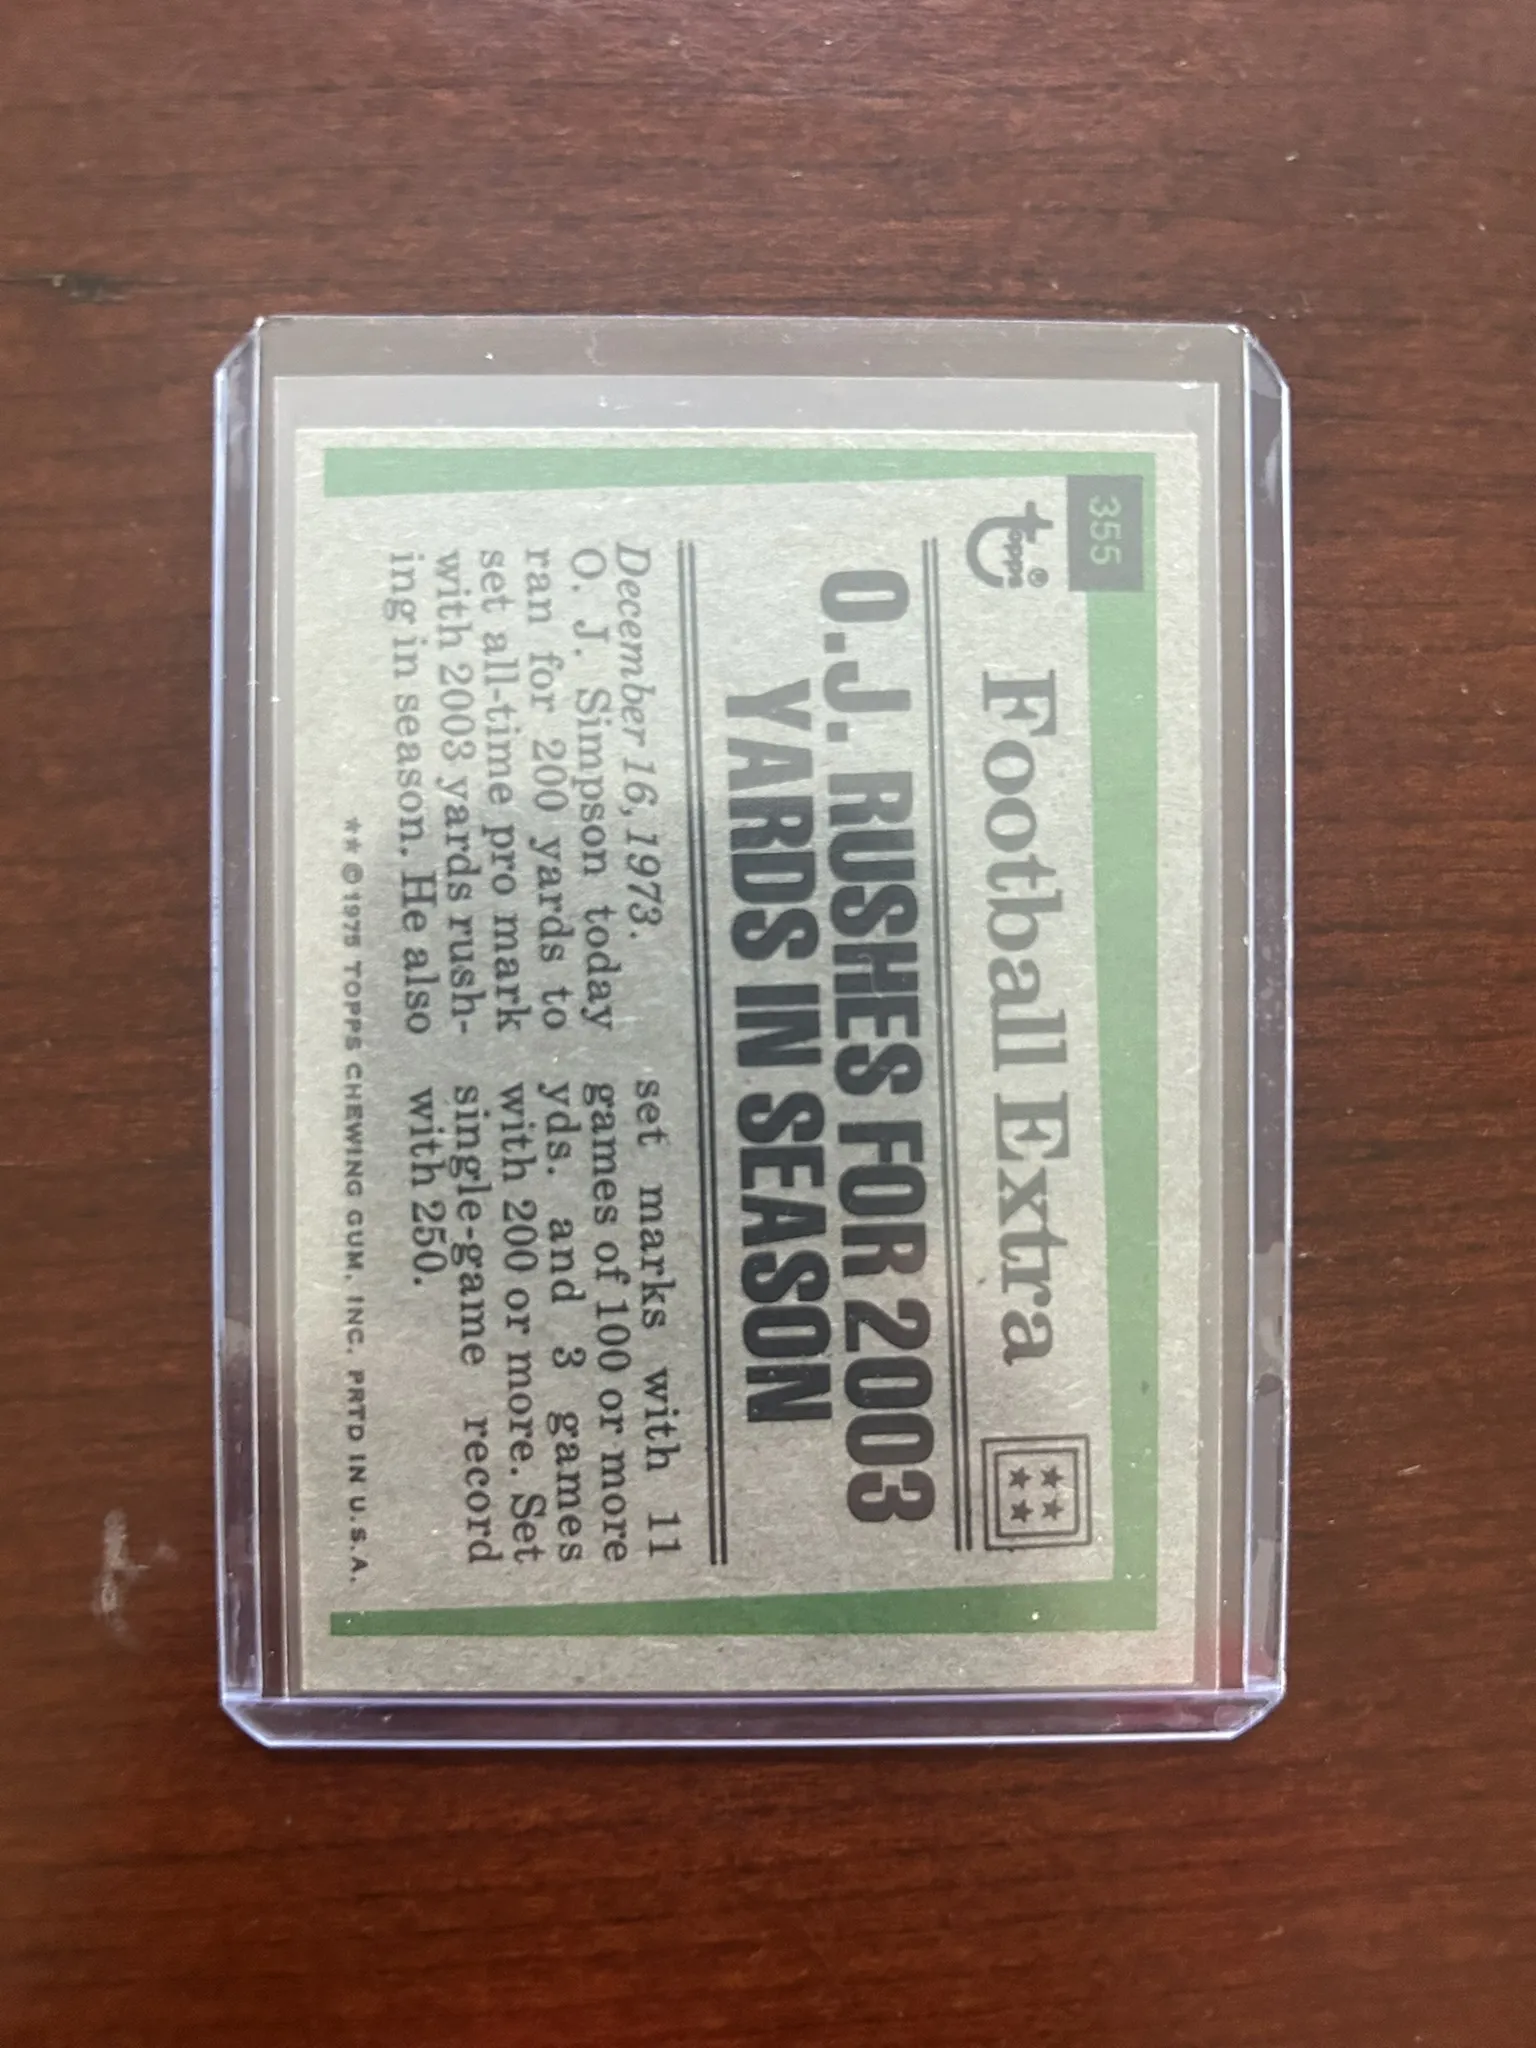 355
topps®
Football Extra
O.J. RUSHES FOR 2003
YARDS IN SEASON
December 16, 1973.
O. J. Simpson today
ran for 200 yards to
set all-time pro mark
with 2003 yards rush-
ing in season. He also
set marks with 11
games of 100 or more
yds. and 3 games
with 200 or more. Set
single-game record
with 250.
**©1975 TOPPS CHEWING GUM, INC. PRTD IN U.S.A.